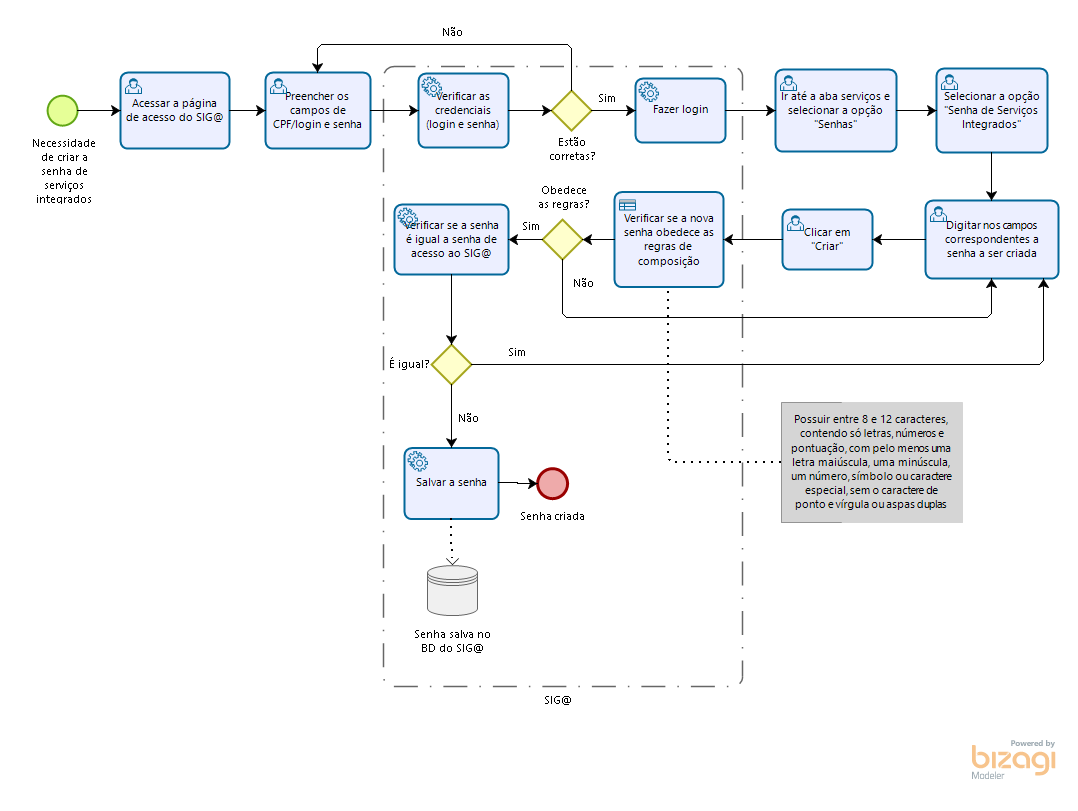 Não
Necessidade
de criar a
senha de
serviços
integrados
Acessar a página
de acesso do SIG@
Preencher os
campos de
CPF/login e senha
Verificar as
credenciais
(login e senha)
Estão
corretas?
Sim
Fazer login
Ir até a aba serviços e
selecionar a opção
"Senhas"
Selecionar a opção
"Senha de Serviços
Integrados"
Digitar nos campos
correspondentes a
senha a ser criada
Clicar em
"Criar"
Verificar se a nova
senha obedece as
regras de
composição
Obedece
as regras?
Sim
Não
Verificar se a senha
é igual a senha de
acesso ao SIG@
É igual?
Sim
Não
Possuir entre 8 e 12 caracteres,
contendo só letras, números e
pontuação, com pelo menos uma
letra maiúscula, uma minúscula,
um número, símbolo ou caractere
especial, sem o caractere de
ponto e vírgula ou aspas duplas
Salvar a senha
Senha criada
Senha salva no
BD do SIG@
SIG@
Powered by
bizagi
Modeler